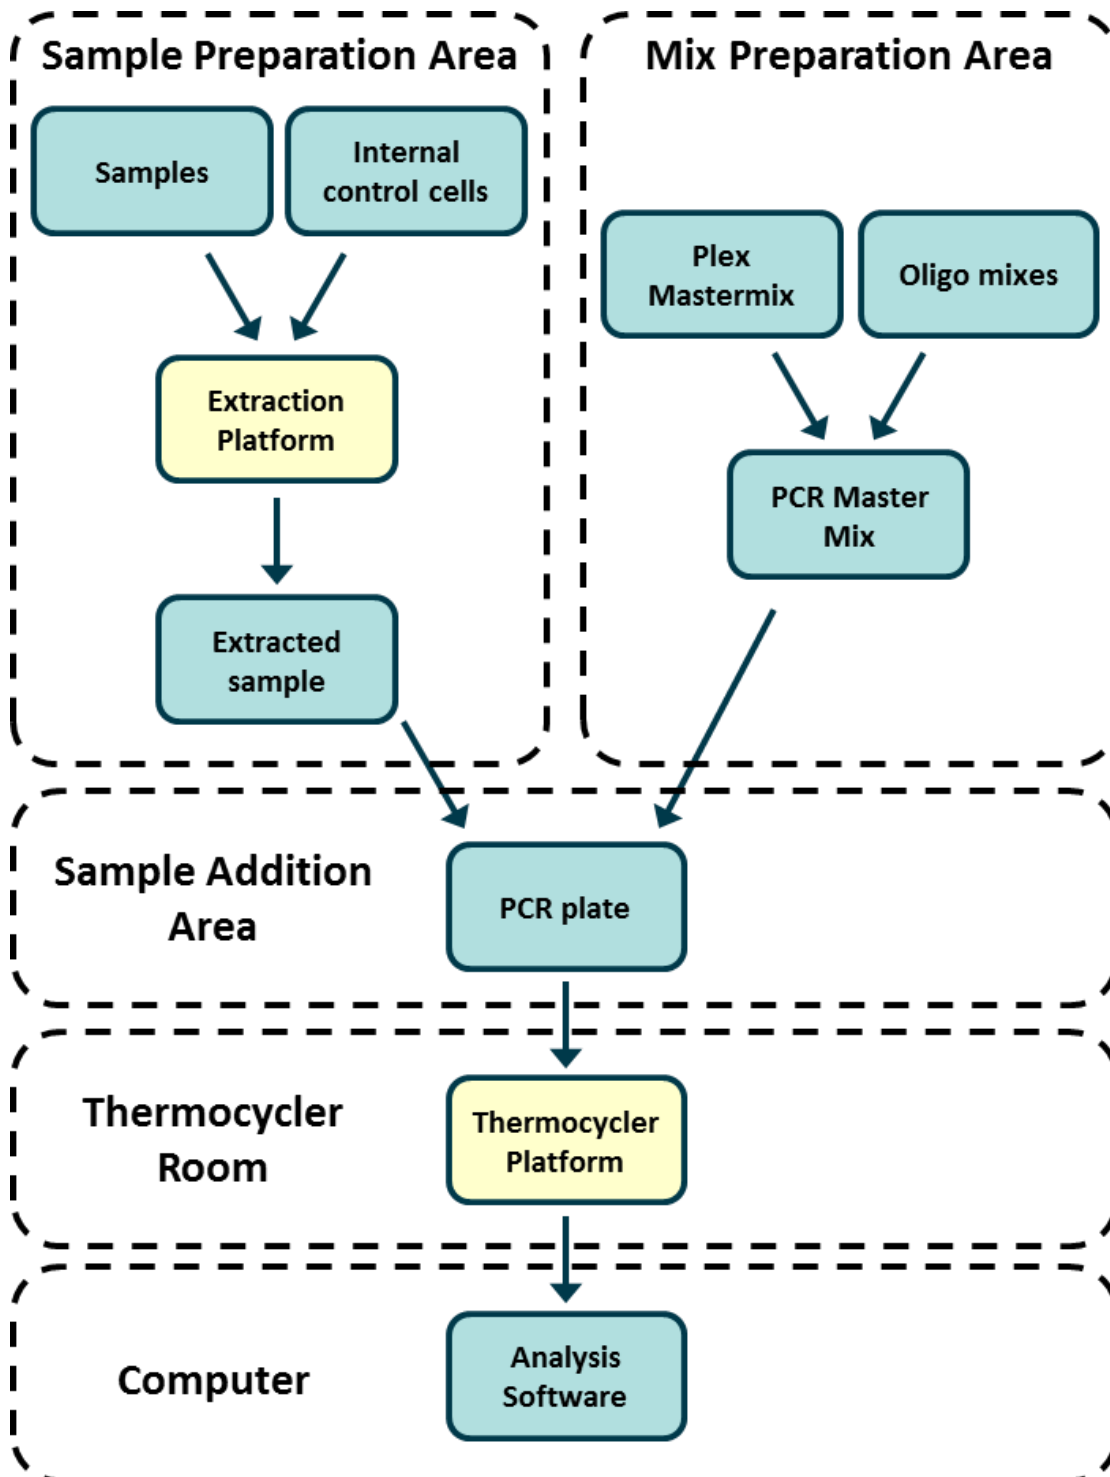 Sample Preparation Area
Samples
Internal
control cells
Extraction
Platform
Extracted
sample
Mix Preparation Area
Plex
Mastermix
Oligo mixes
PCR Master
Mix
Sample Addition
Area
PCR plate
Thermocycler
Room
Thermocycler
Platform
Computer
Analysis
Software